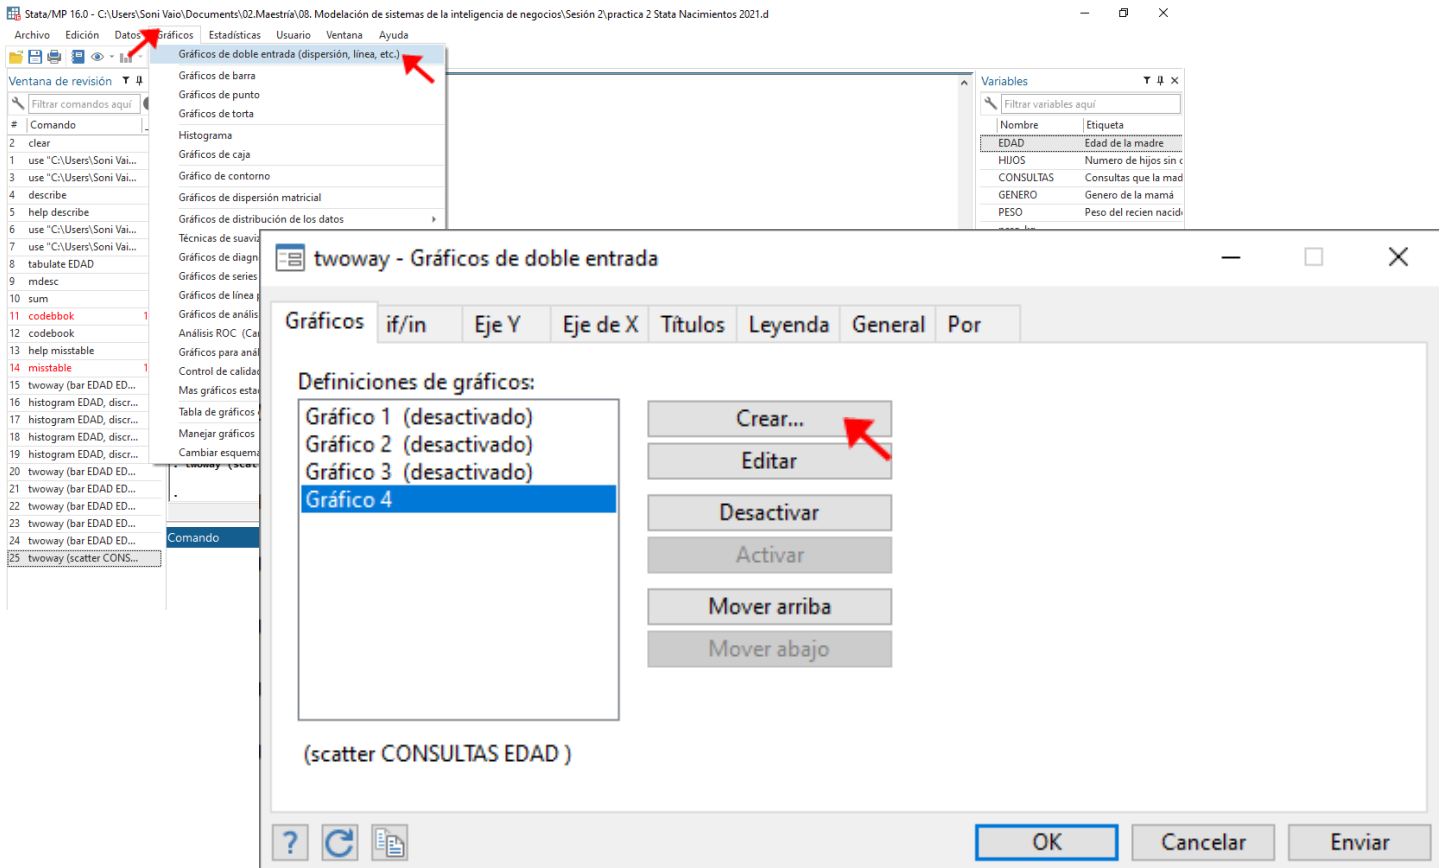 Stata/MP 16.0 - C:\Users\Soni Vaio\Documents\02.Maestría\08. Modelación de sistemas de la inteligencia de negocios\Sesión 2\practica 2 Stata Nacimientos 2021.d
Archivo Edición Datos Gráficos Estadísticas Usuario Ventana Ayuda
Ventana de revisión
Filtrar comandos aquí
# Comando
2 clear
1 use "C:\Users\Soni Vai...
3 use "C:\Users\Soni Vai...
4 describe
5 help describe
6 use "C:\Users\Soni Vai...
7 use "C:\Users\Soni Vai...
8 tabulate EDAD
9 mdesc
10 sum
11 codebbok 1
12 codebook
13 help misstable
14 misstable 1
15 twoway (bar EDAD ED...
16 histogram EDAD, discr...
17 histogram EDAD, discr...
18 histogram EDAD, discr...
19 histogram EDAD, discr...
20 twoway (bar EDAD ED...
21 twoway (bar EDAD ED...
22 twoway (bar EDAD ED...
23 twoway (bar EDAD ED...
24 twoway (bar EDAD ED...
25 twoway (scatter CONS...
Gráficos de doble entrada (dispersión, línea, etc.)
Gráficos de barra
Gráficos de punto
Gráficos de torta
Histograma
Gráficos de caja
Gráfico de contorno
Gráficos de dispersión matricial
Gráficos de distribución de los datos
Técnicas de suaviz
Gráficos de diagn
Gráficos de series
Gráficos de línea p
Gráficos de anális
Análisis ROC (Ca
Gráficos para anál
Control de calidad
Mas gráficos esta
Tabla de gráficos
Manejar gráficos
Cambiar esquema
. twoway (scat
.
Comando
Variables
Filtrar variables aquí
Nombre Etiqueta
EDAD Edad de la madre
HIJOS Numero de hijos sin c
CONSULTAS Consultas que la mad
GENERO Genero de la mamá
PESO Peso del recien nacid
twoway - Gráficos de doble entrada
Gráficos if/in Eje Y Eje de X Títulos Leyenda General Por
Definiciones de gráficos:
Gráfico 1 (desactivado)
Gráfico 2 (desactivado)
Gráfico 3 (desactivado)
Gráfico 4
Crear...
Editar
Desactivar
Activar
Mover arriba
Mover abajo
(scatter CONSULTAS EDAD )
?
OK Cancelar Enviar